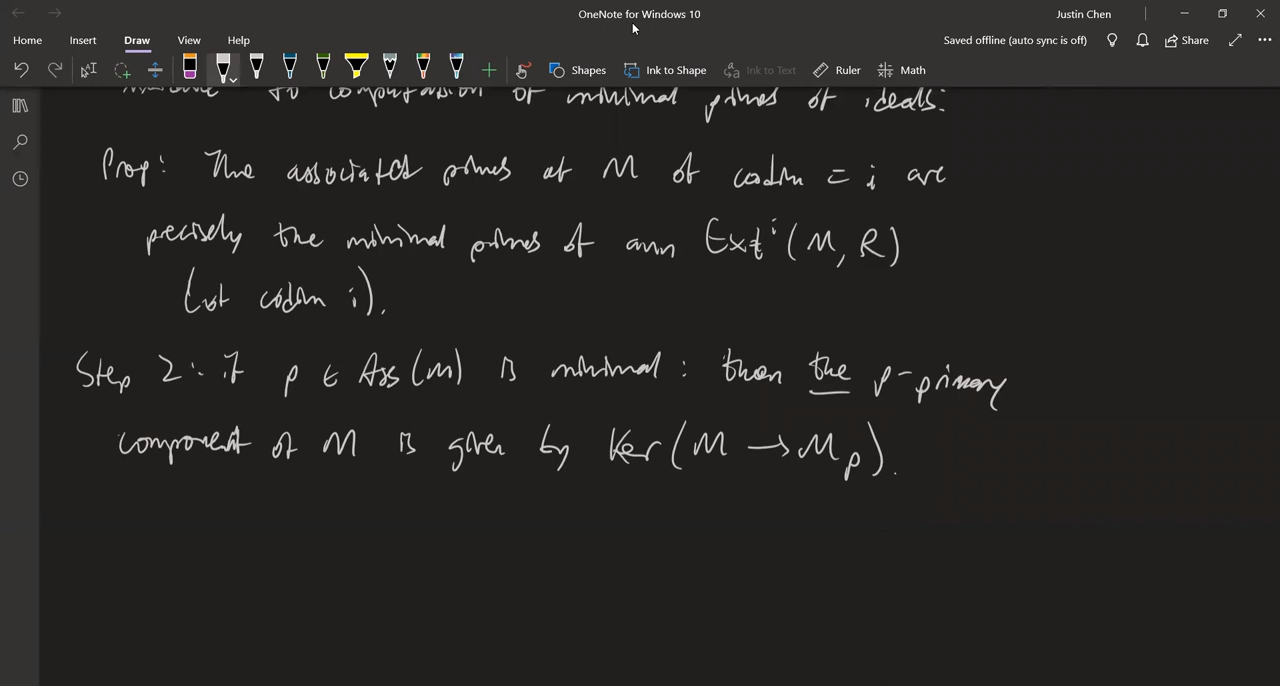 OneNote for Windows 10
Justin Chen
Home Insert Draw View Help
Saved offline (auto sync is off)
Share
Shapes
Ink to Shape
Ink to Text
Ruler
Math
to computation of minimal primes of ideals:
Prop: The associated primes of M of codim = i are
precisely the minimal primes of ann Ext^i (M, R)
(of codim i).
Step 2: if p ∈ Ass(M) is minimal: then the p-primary
component of M is given by Ker(M → M_p).